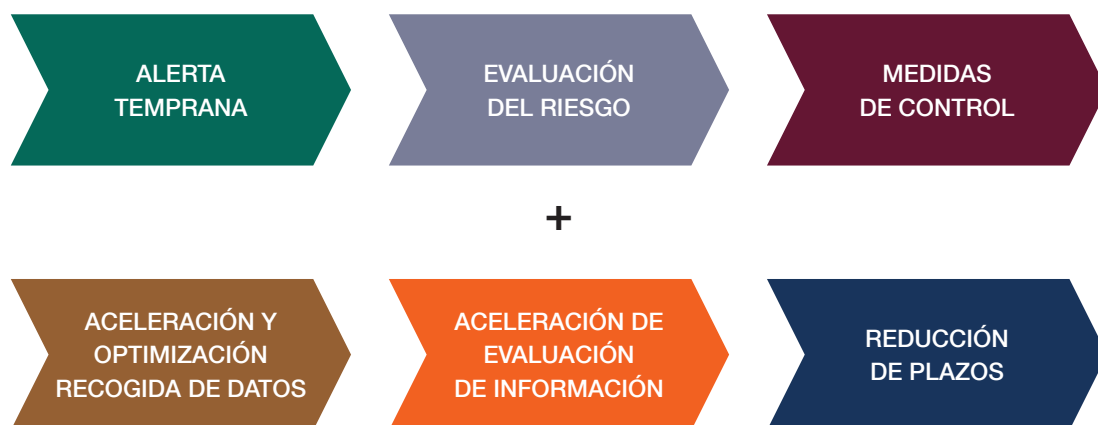 ALERTA
TEMPRANA
EVALUACIÓN
DEL RIESGO
MEDIDAS
DE CONTROL
+
ACELERACIÓN Y
OPTIMIZACIÓN
RECOGIDA DE DATOS
ACELERACIÓN DE
EVALUACIÓN
DE INFORMACIÓN
REDUCCIÓN
DE PLAZOS